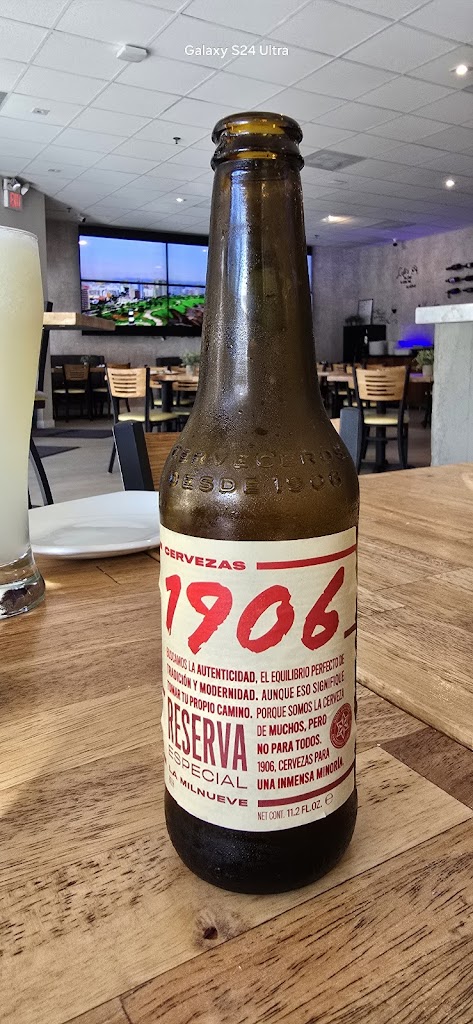 Galaxy S24 Ultra
EXIT
CERVECEROS
DESDE 1906
CERVEZAS
1906
BUSCAMOS LA AUTENTICIDAD, EL EQUILIBRIO PERFECTO DE
TRADICIÓN Y MODERNIDAD. AUNQUE ESO SIGNIFIQUE
TOMAR TU PROPIO CAMINO. PORQUE SOMOS LA CERVEZA
DE MUCHOS, PERO
NO PARA TODOS.
1906, CERVEZAS PARA
UNA INMENSA MINORÍA.
RESERVA
ESPECIAL
LA MILNUEVE
NET CONT. 11.2 FL.OZ. ℮